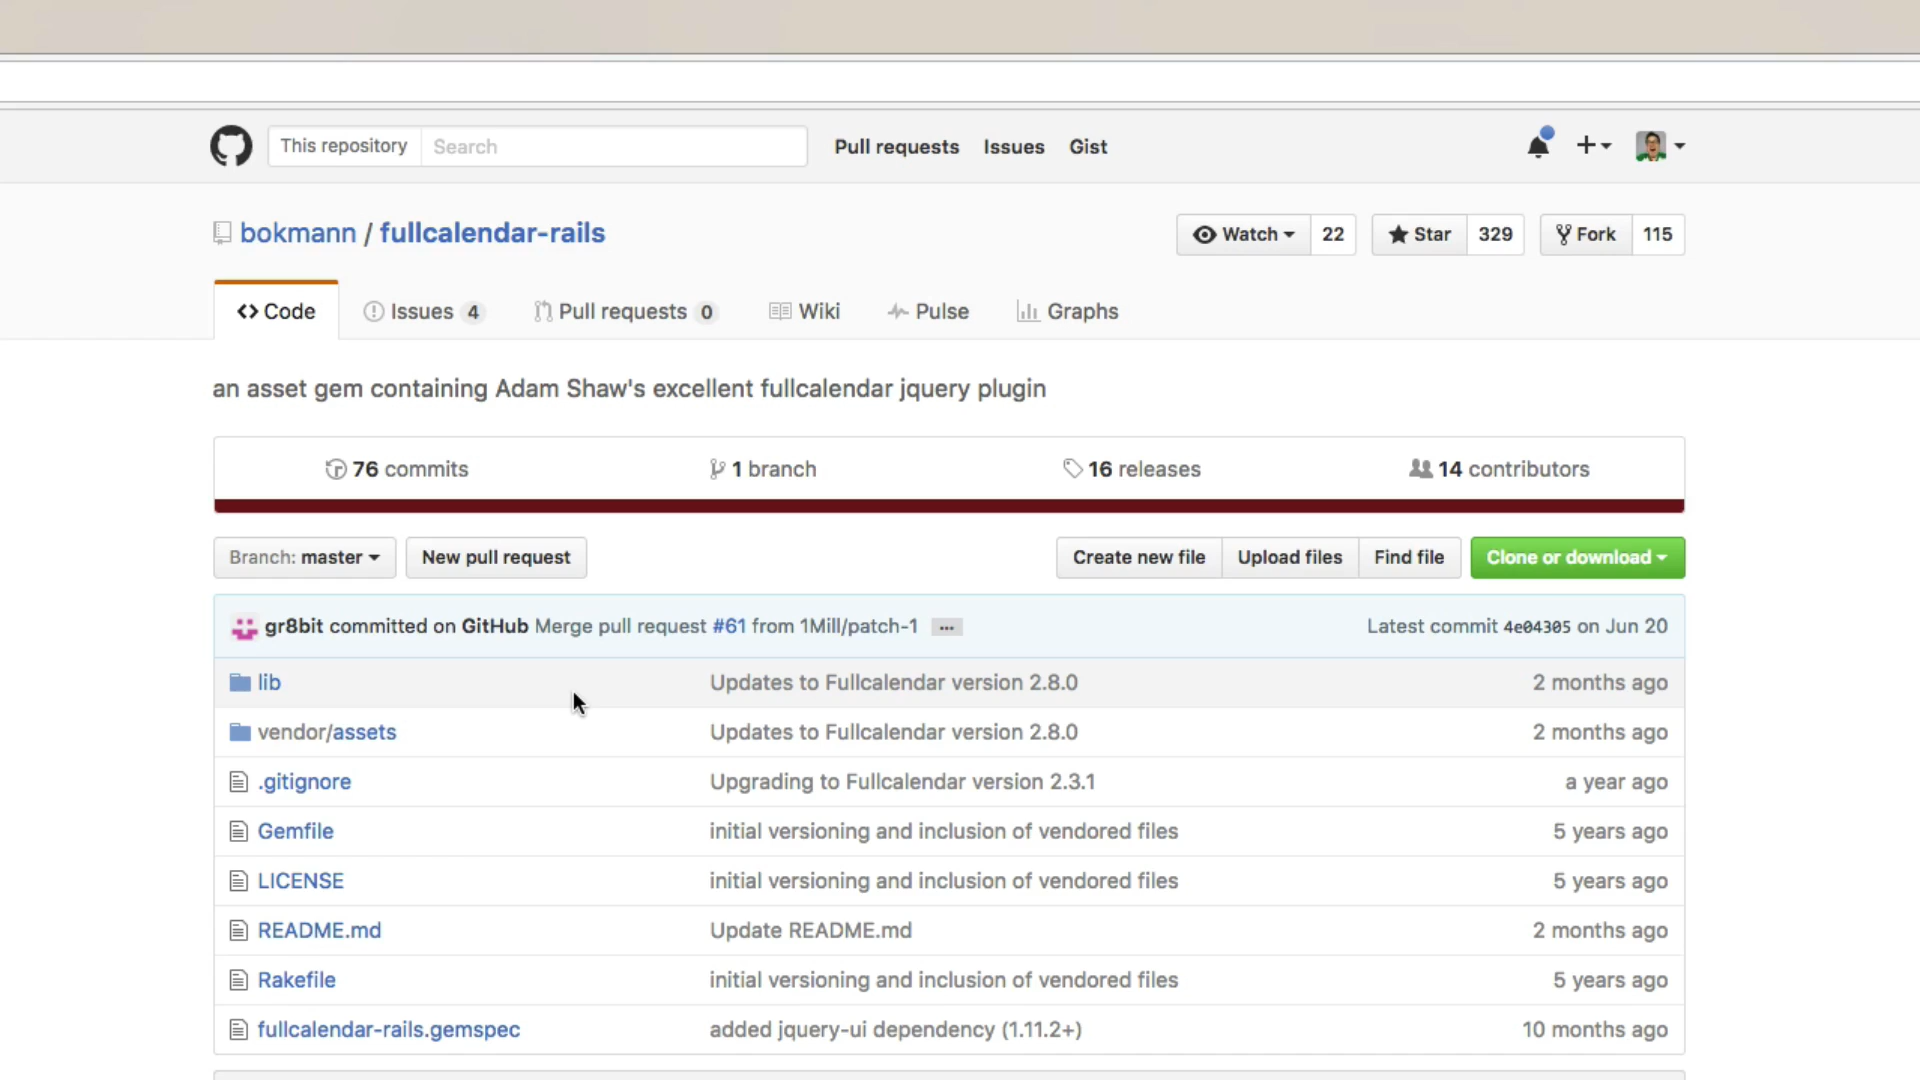 This repository Search Pull requests Issues Gist
bokmann / fullcalendar-rails Watch 22 Star 329 Fork 115
Code Issues 4 Pull requests 0 Wiki Pulse Graphs
an asset gem containing Adam Shaw's excellent fullcalendar jquery plugin
76 commits 1 branch 16 releases 14 contributors
Branch: master New pull request Create new file Upload files Find file Clone or download
gr8bit committed on GitHub Merge pull request #61 from 1Mill/patch-1 ... Latest commit 4e04305 on Jun 20
lib Updates to Fullcalendar version 2.8.0 2 months ago
vendor/assets Updates to Fullcalendar version 2.8.0 2 months ago
.gitignore Upgrading to Fullcalendar version 2.3.1 a year ago
Gemfile initial versioning and inclusion of vendored files 5 years ago
LICENSE initial versioning and inclusion of vendored files 5 years ago
README.md Update README.md 2 months ago
Rakefile initial versioning and inclusion of vendored files 5 years ago
fullcalendar-rails.gemspec added jquery-ui dependency (1.11.2+) 10 months ago